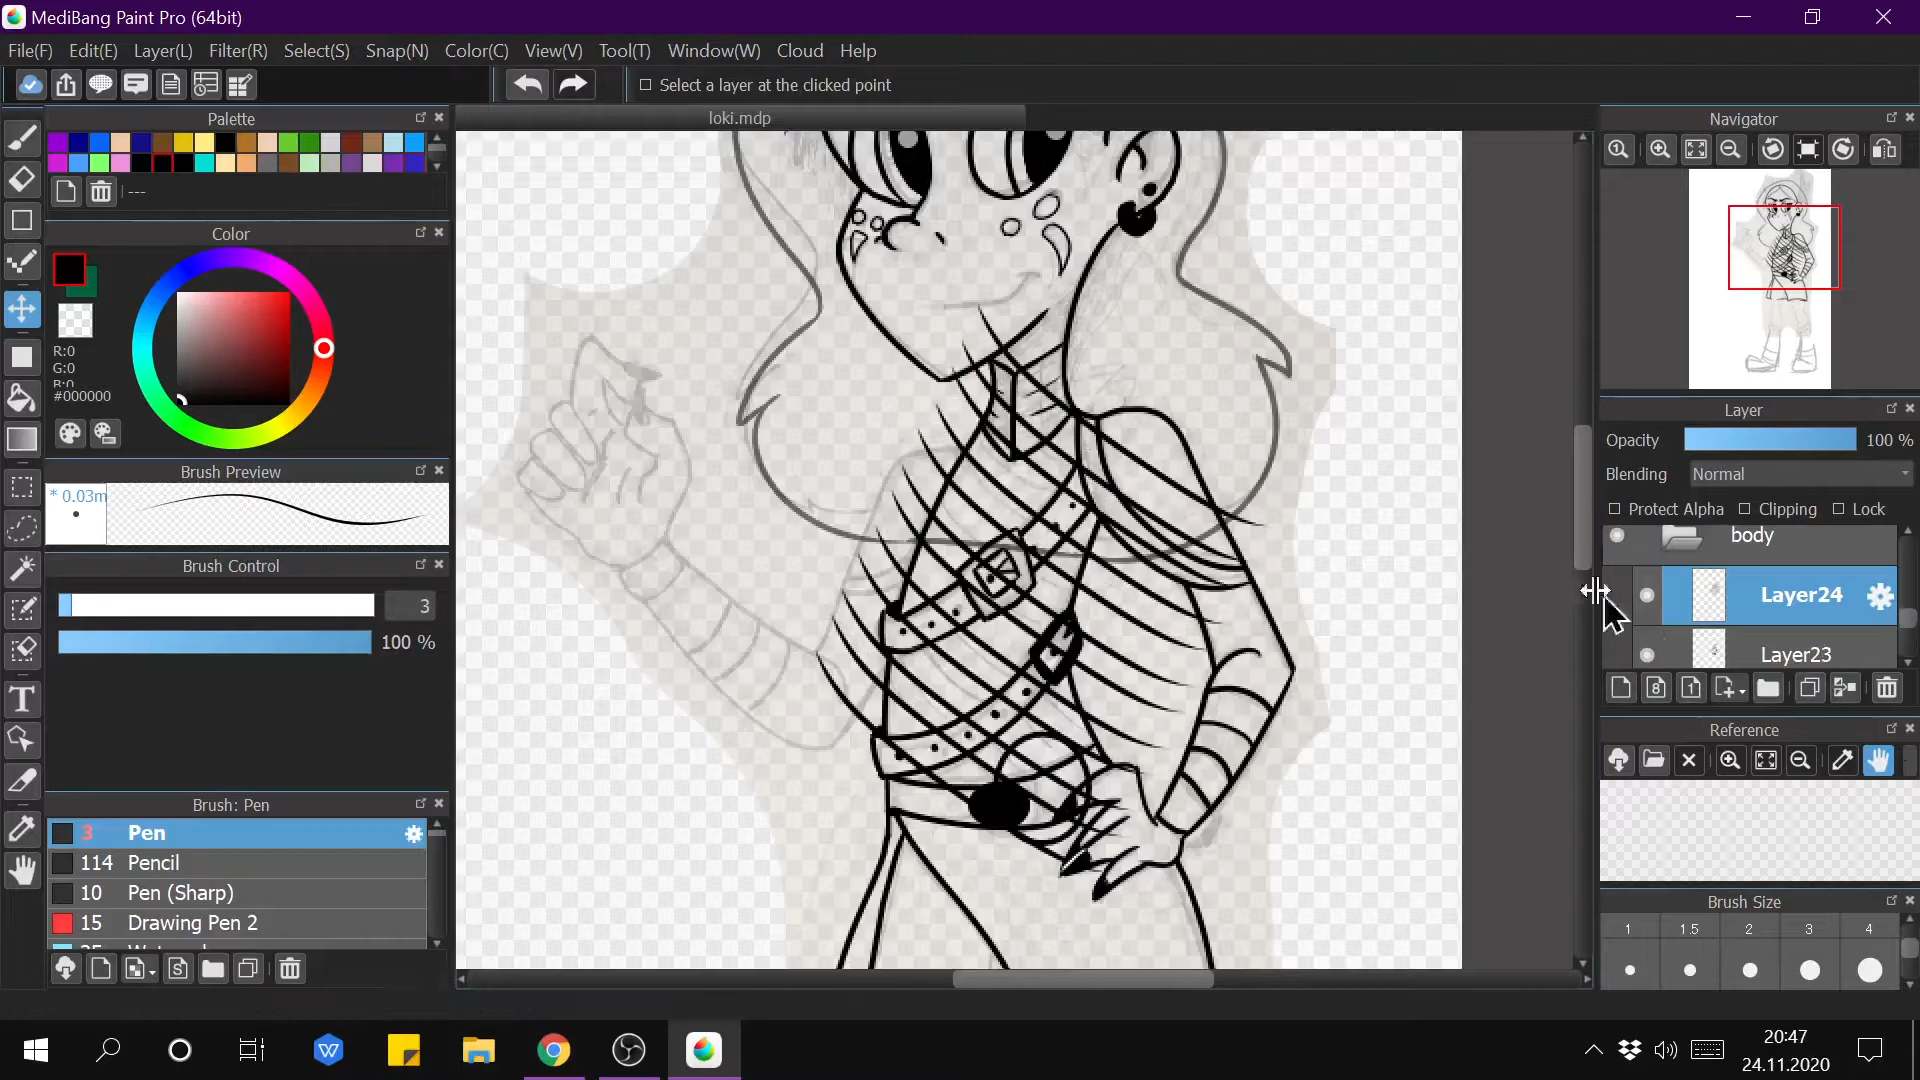 MediBang Paint Pro (64bit)
File(F) Edit(E) Layer(L) Filter(R) Select(S) Snap(N) Color(C) View(V) Tool(T) Window(W) Cloud Help
Select a layer at the clicked point
Palette
loki.mdp
Navigator
---
Color
R:0
G:0
B:0
#000000
Layer
Opacity 100 %
Blending Normal
Protect Alpha Clipping Lock
body
Layer24
Layer23
Brush Preview
* 0.03m
Brush Control
3
100 %
Reference
Brush: Pen
3 Pen
114 Pencil
10 Pen (Sharp)
15 Drawing Pen 2
Brush Size
1 1.5 2 3 4
20:47
24.11.2020